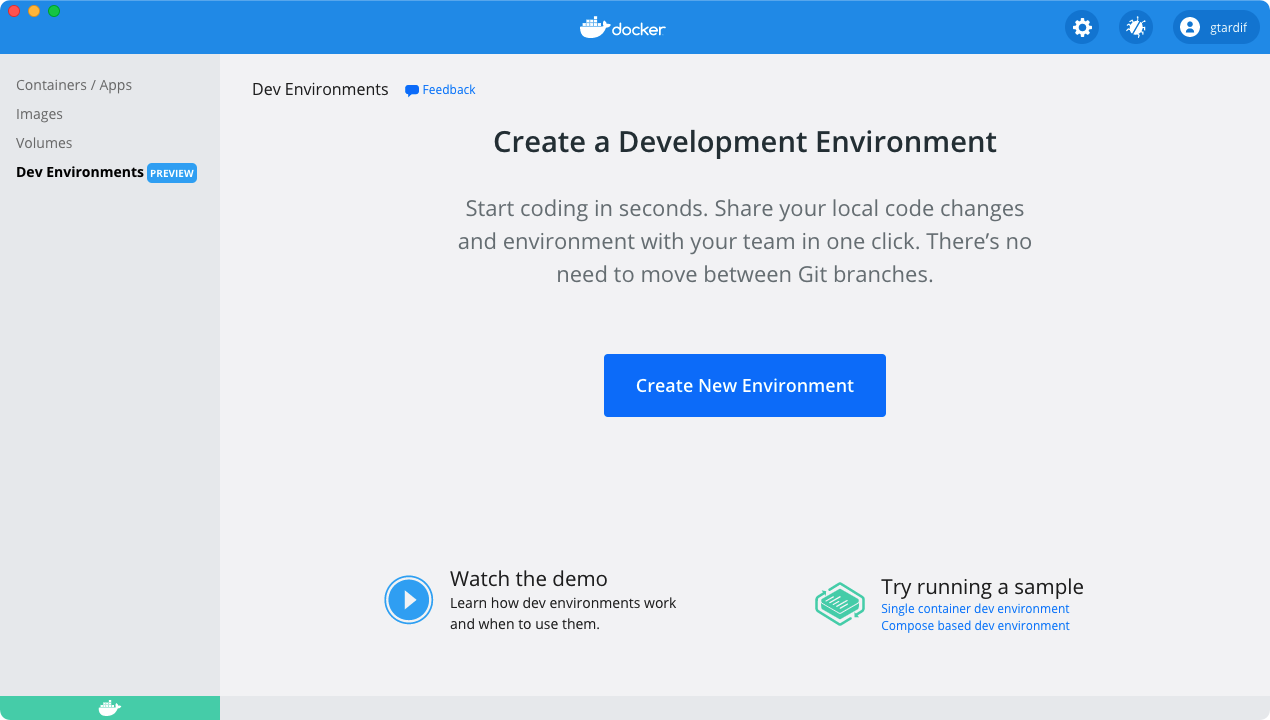 docker
gtardif
Containers / Apps
Images
Volumes
Dev Environments PREVIEW
Dev Environments Feedback
Create a Development Environment
Start coding in seconds. Share your local code changes
and environment with your team in one click. There’s no
need to move between Git branches.
Create New Environment
Watch the demo
Learn how dev environments work
and when to use them.
Try running a sample
Single container dev environment
Compose based dev environment